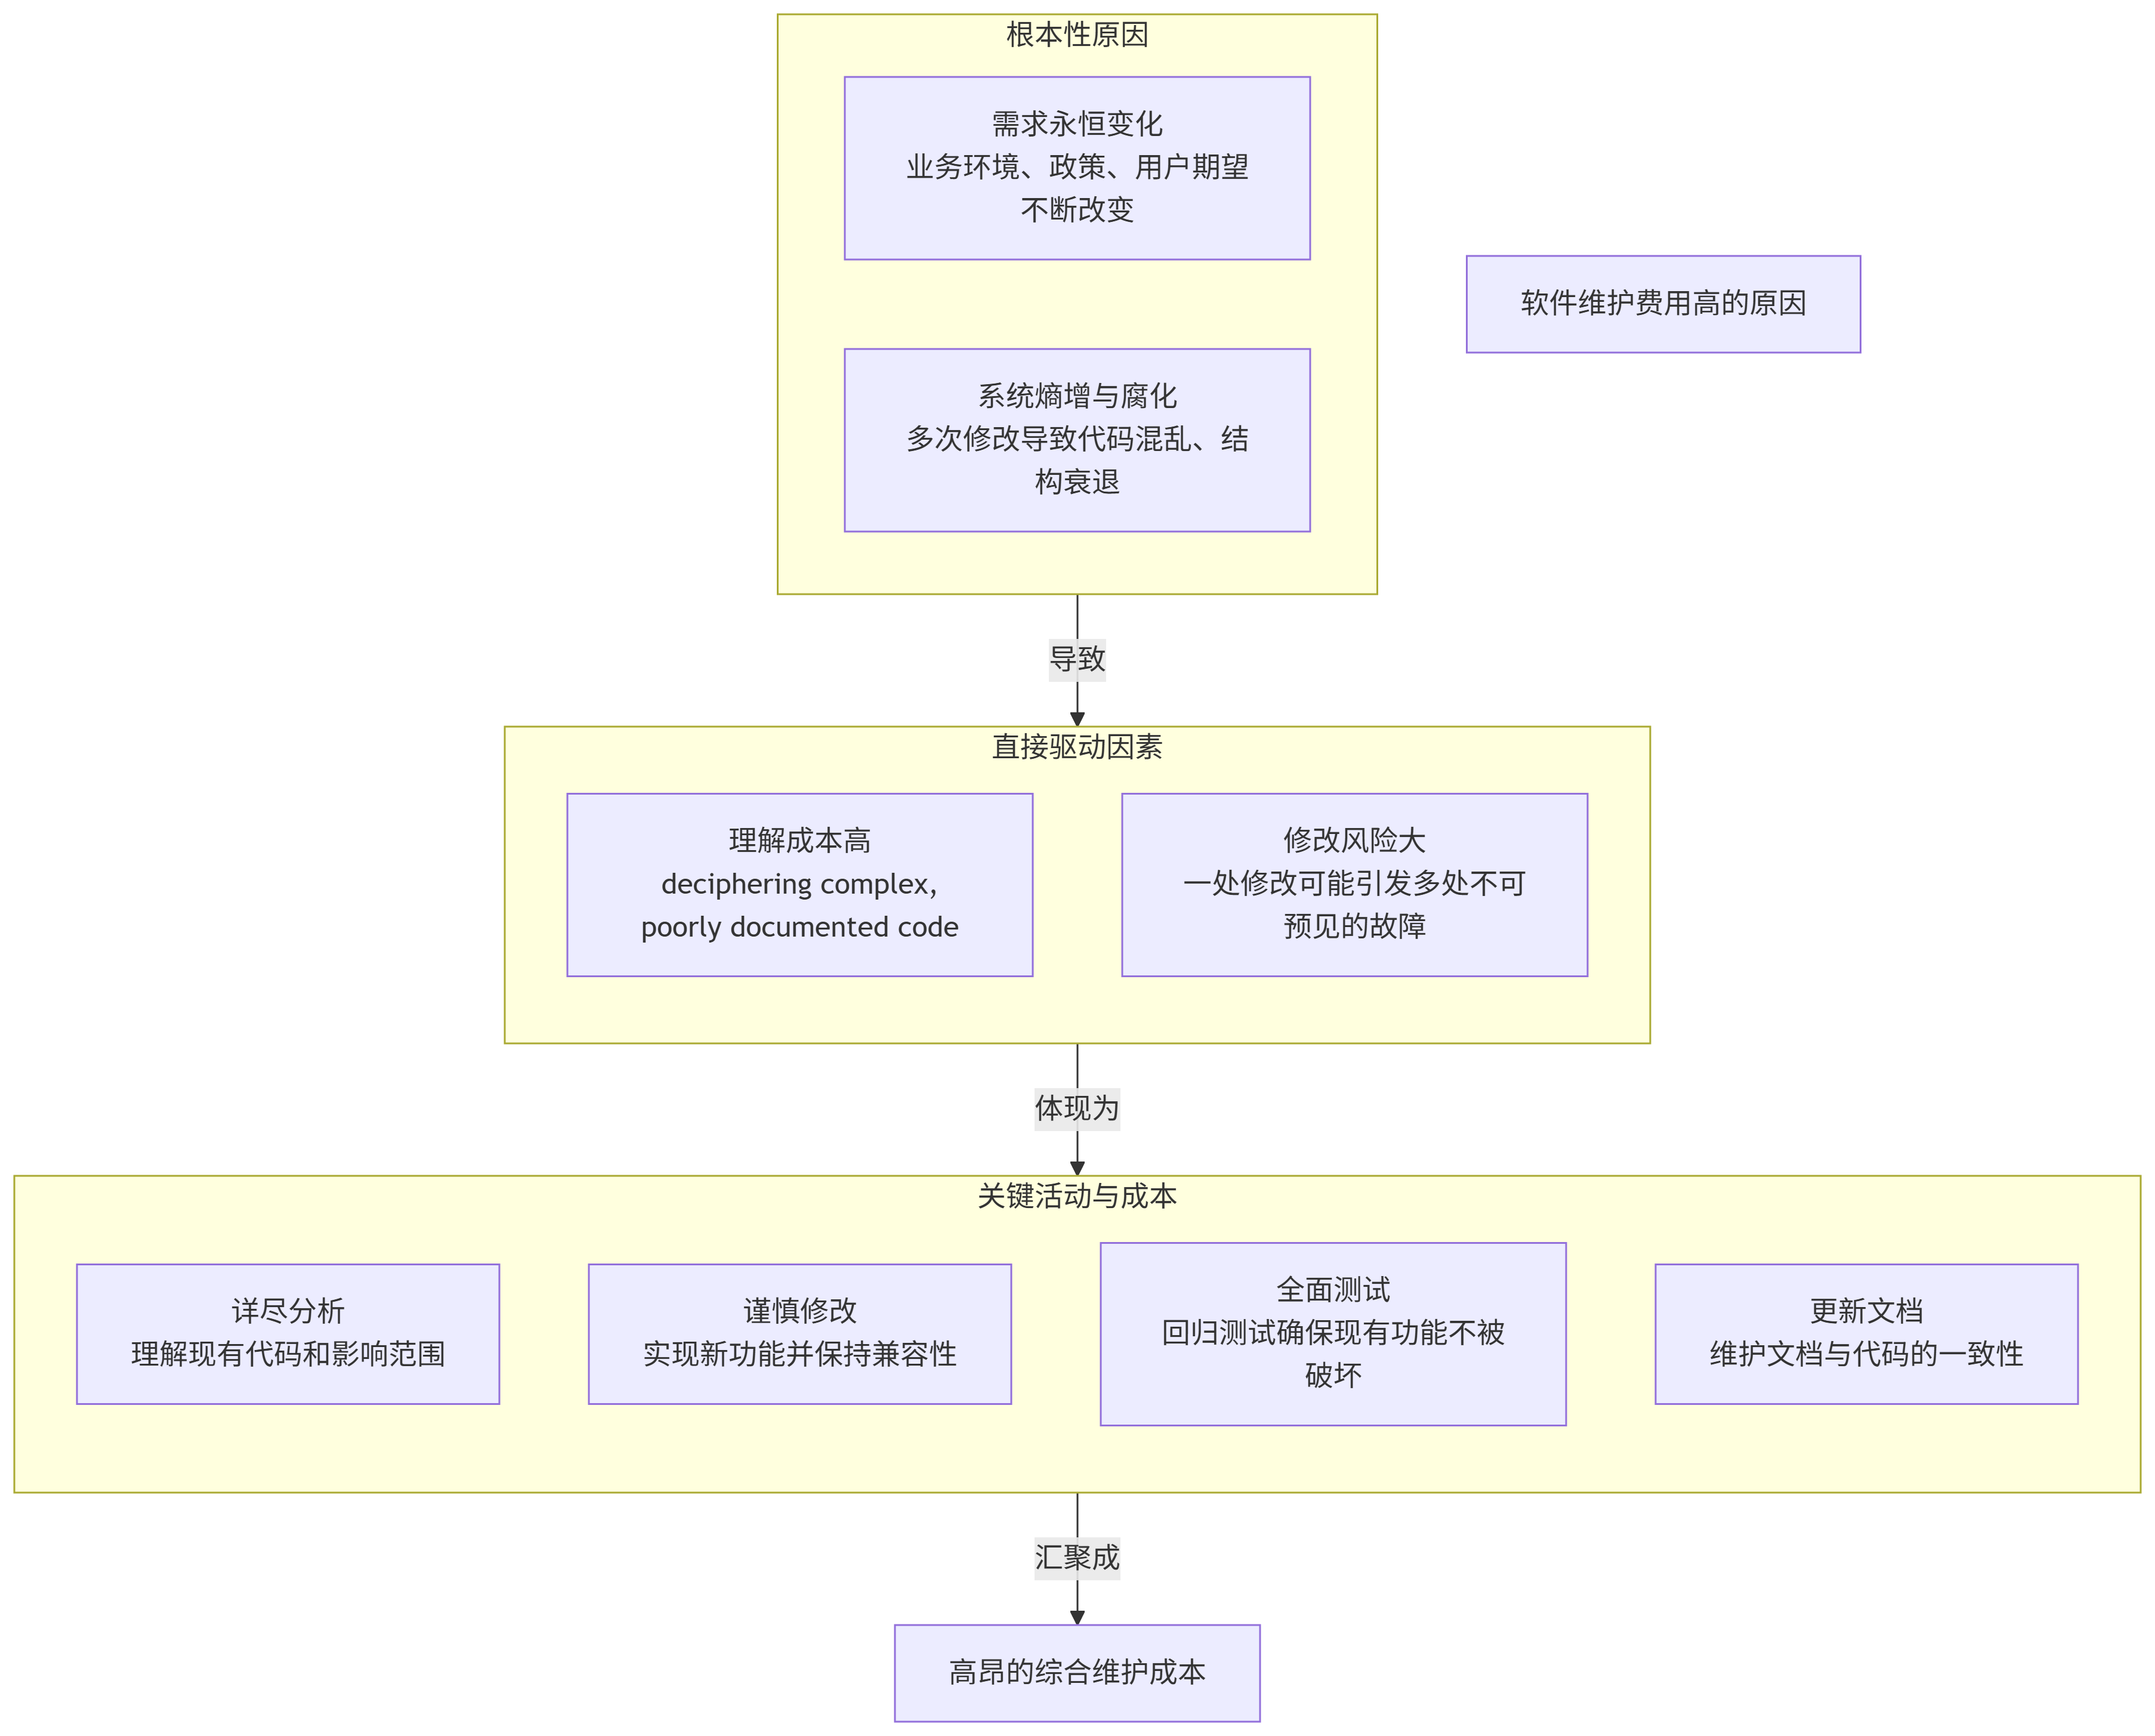 根本性原因
需求永恒变化
业务环境、政策、用户期望
不断改变
软件维护费用高的原因
系统熵增与腐化
多次修改导致代码混乱、结
构衰退
导致
直接驱动因素
理解成本高
deciphering complex,
poorly documented code
修改风险大
一处修改可能引发多处不可
预见的故障
体现为
关键活动与成本
详尽分析
理解现有代码和影响范围
谨慎修改
实现新功能并保持兼容性
全面测试
回归测试确保现有功能不被
破坏
更新文档
维护文档与代码的一致性
汇聚成
高昂的综合维护成本